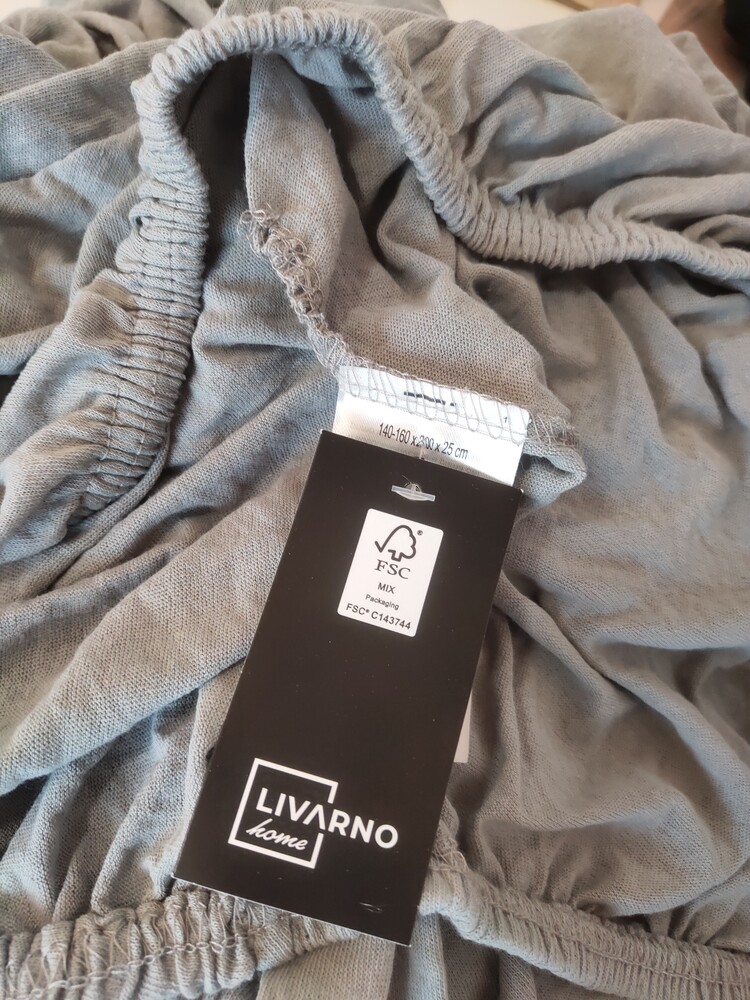 140-160 x 200 x 25 cm
FSC®
MIX
Packaging
FSC® C143744
LIVARNO
home